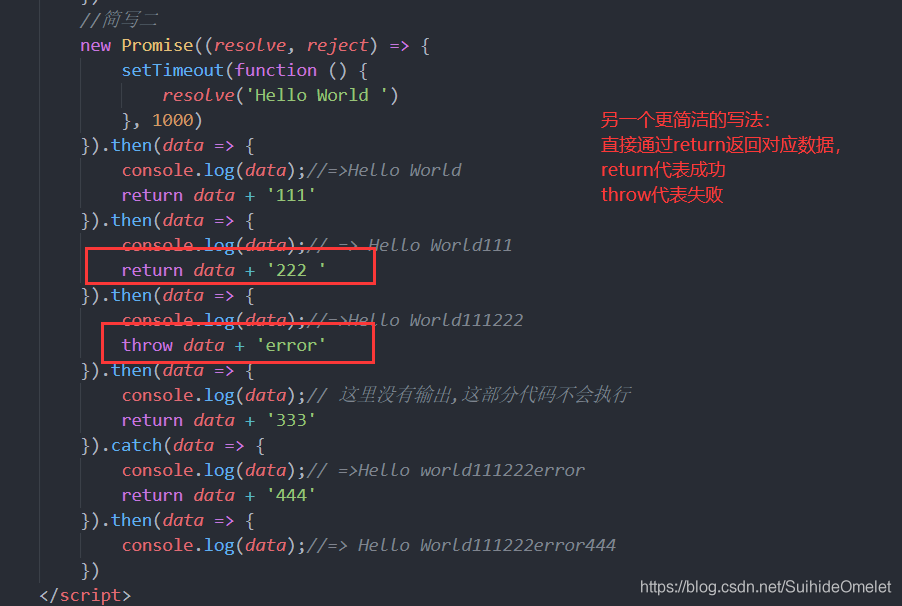 //简写二
new Promise((resolve, reject) => {
setTimeout(function () {
resolve('Hello World ')
}, 1000)
}).then(data => {
console.log(data);//=>Hello World
return data + '111'
}).then(data => {
console.log(data);// => Hello World111
return data + '222 '
}).then(data => {
console.log(data);//=>Hello World111222
throw data + 'error'
}).then(data => {
console.log(data);// 这里没有输出,这部分代码不会执行
return data + '333'
}).catch(data => {
console.log(data);// =>Hello world111222error
return data + '444'
}).then(data => {
console.log(data);//=> Hello World111222error444
})
</script>
另一个更简洁的写法：
直接通过return返回对应数据，
return代表成功
throw代表失败
https://blog.csdn.net/SuihideOmelet